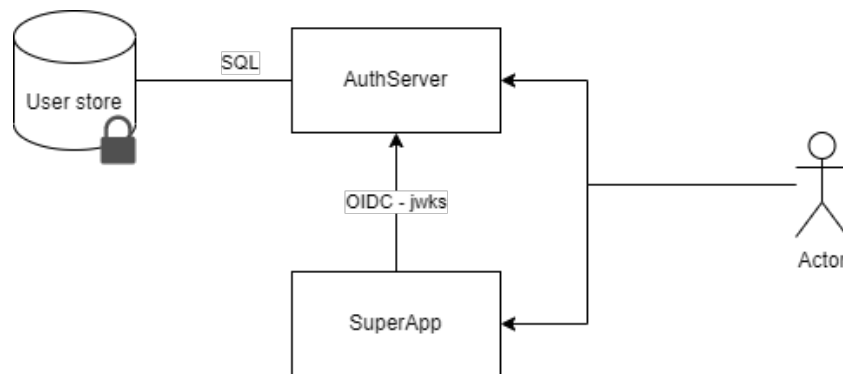 SQL
AuthServer
User store
OIDC - jwks
Actor
SuperApp